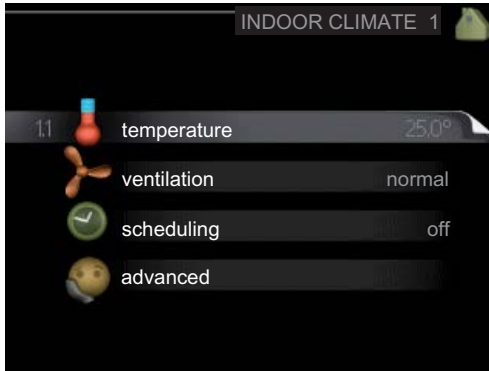 INDOOR CLIMATE 1
1.1 temperature 25.0°
ventilation normal
scheduling off
advanced